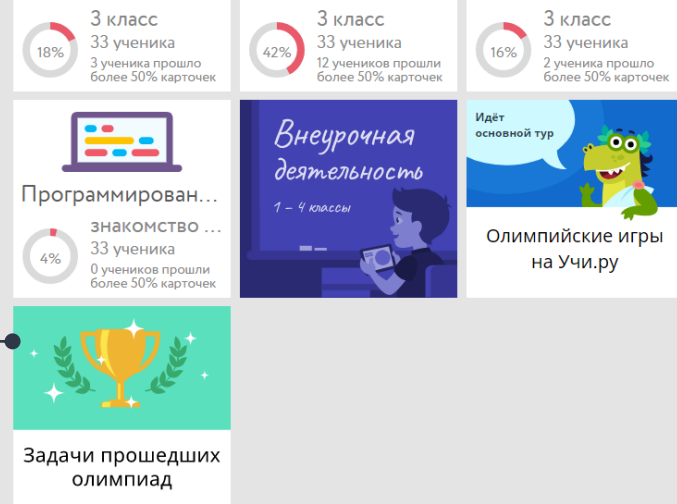 3 класс
33 ученика
18%
3 ученика прошло
более 50% карточек
3 класс
33 ученика
42%
12 учеников прошли
более 50% карточек
3 класс
33 ученика
16%
2 ученика прошло
более 50% карточек
Программирован...
знакомство ...
33 ученика
4%
0 учеников прошли
более 50% карточек
Внеурочная
деятельность
1 – 4 классы
Идёт
основной тур
Олимпийские игры
на Учи.ру
Задачи прошедших
олимпиад